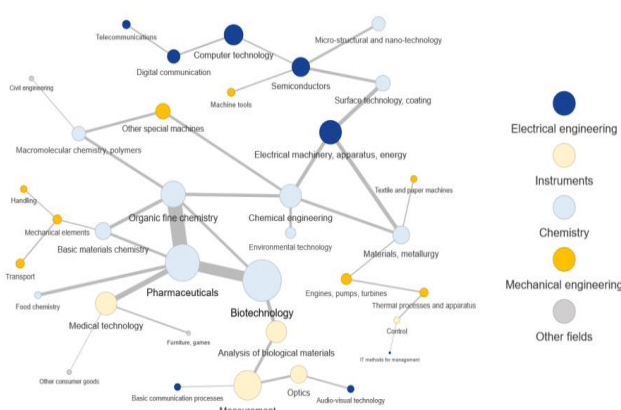 Telecommunications
Micro-structural and nano-technology
Computer technology
Digital communication
Semiconductors
Civil engineering
Machine tools
Surface technology, coating
Other special machines
Electrical engineering
Macromolecular chemistry, polymers
Electrical machinery, apparatus, energy
Instruments
Textile and paper machines
Handling
Organic fine chemistry
Chemical engineering
Chemistry
Mechanical elements
Basic materials chemistry
Environmental technology
Materials, metallurgy
Transport
Pharmaceuticals
Engines, pumps, turbines
Mechanical engineering
Food chemistry
Biotechnology
Thermal processes and apparatus
Medical technology
Control
Other fields
Furniture, games
Analysis of biological materials
IT methods for management
Other consumer goods
Basic communication processes
Optics
Audio-visual technology
Measurement